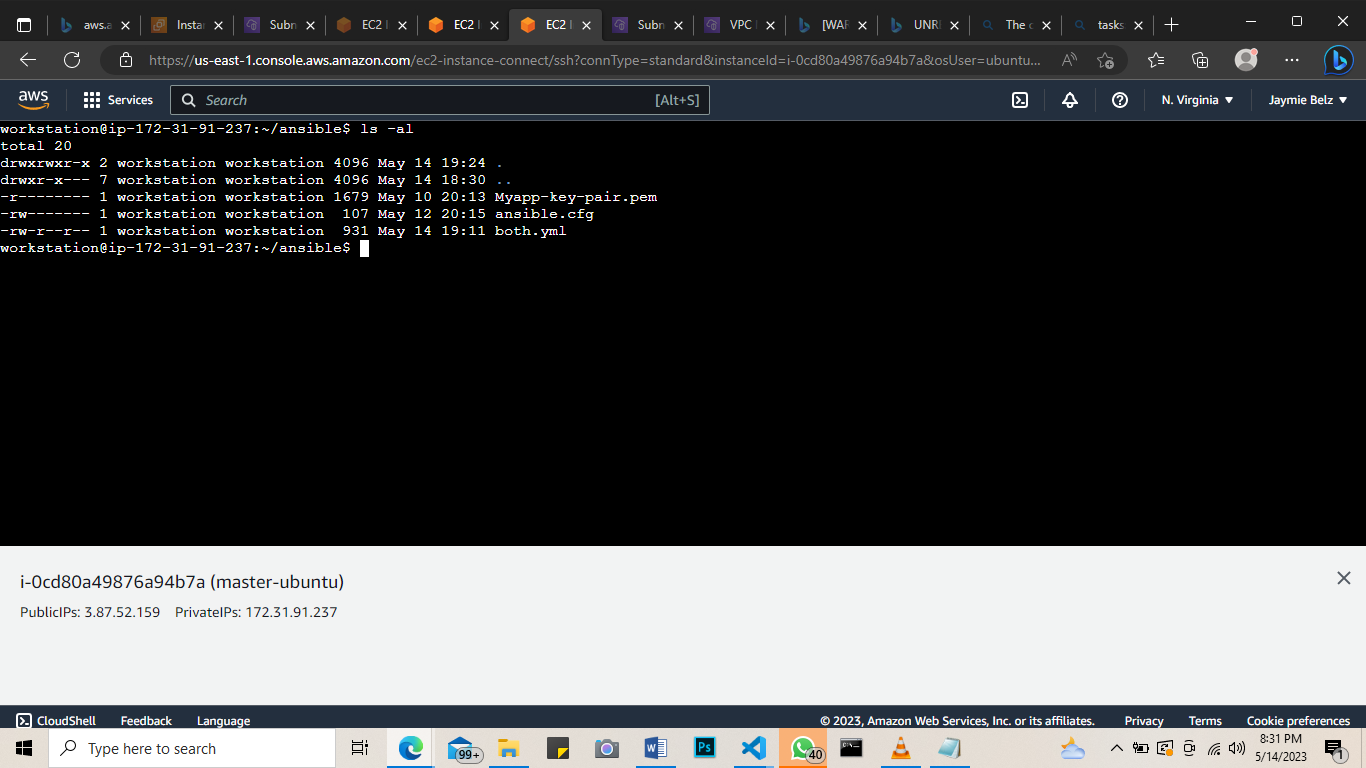 aws.a
Insta
Subn
EC2 I
EC2 I
EC2 I
Subn
VPC
[WAR
UNRE
The c
tasks
https://us-east-1.console.aws.amazon.com/ec2-instance-connect/ssh?connType=standard&instanceId=i-0cd80a49876a94b7a&osUser=ubuntu...
aws
Services
Search
[Alt+S]
N. Virginia
Jaymie Belz
workstation@ip-172-31-91-237:~/ansible$ ls -al
total 20
drwxrwxr-x 2 workstation workstation 4096 May 14 19:24 .
drwxr-x--- 7 workstation workstation 4096 May 14 18:30 ..
-r-------- 1 workstation workstation 1679 May 10 20:13 Myapp-key-pair.pem
-rw------- 1 workstation workstation  107 May 12 20:15 ansible.cfg
-rw-r--r-- 1 workstation workstation  931 May 14 19:11 both.yml
workstation@ip-172-31-91-237:~/ansible$
i-0cd80a49876a94b7a (master-ubuntu)
PublicIPs: 3.87.52.159    PrivateIPs: 172.31.91.237
CloudShell
Feedback
Language
© 2023, Amazon Web Services, Inc. or its affiliates.
Privacy
Terms
Cookie preferences
Type here to search
99+
Ps
40
8:31 PM
5/14/2023
1